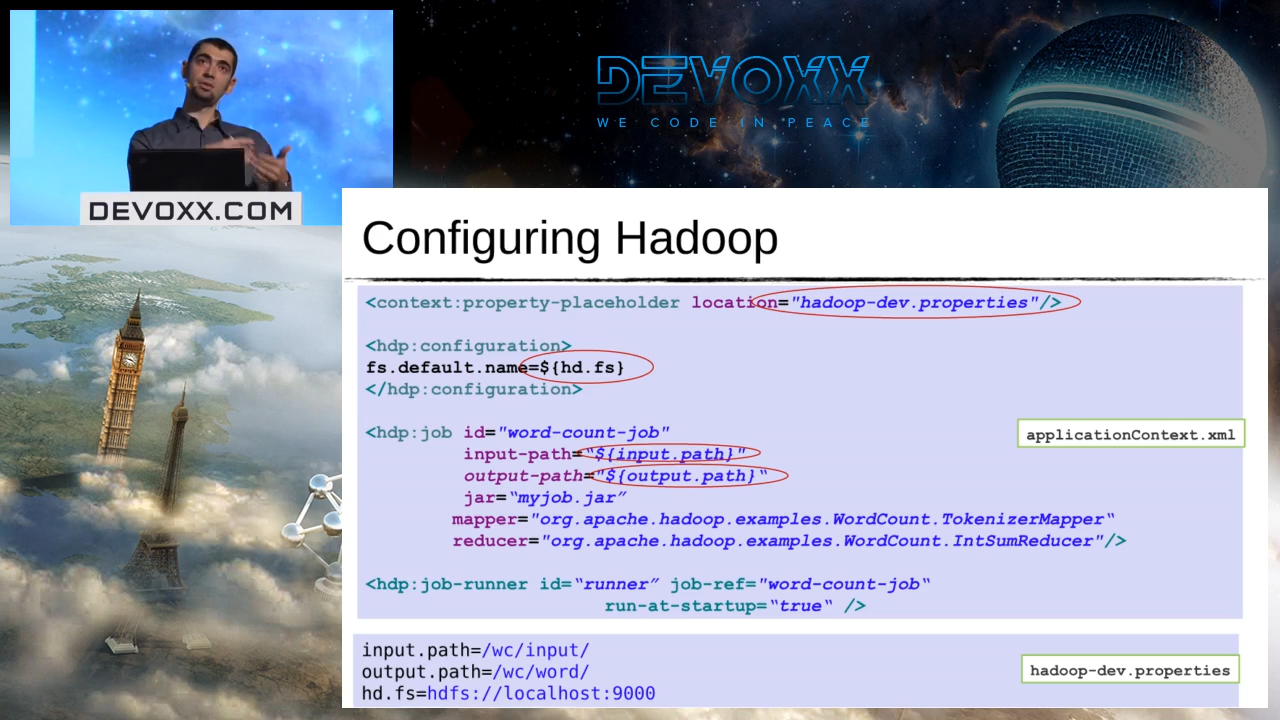 DEVOXX
WE CODE IN PEACE
DEVOXX.COM
Configuring Hadoop
<context:property-placeholder location="hadoop-dev.properties"/>
<hdp:configuration>
fs.default.name=${hd.fs}
</hdp:configuration>
<hdp:job id="word-count-job"
input-path=“${input.path}"
output-path="${output.path}“
jar=“myjob.jar”
mapper="org.apache.hadoop.examples.WordCount.TokenizerMapper“
reducer="org.apache.hadoop.examples.WordCount.IntSumReducer"/>
<hdp:job-runner id=“runner” job-ref="word-count-job“
run-at-startup=“true“ />
applicationContext.xml
input.path=/wc/input/
output.path=/wc/word/
hd.fs=hdfs://localhost:9000
hadoop-dev.properties